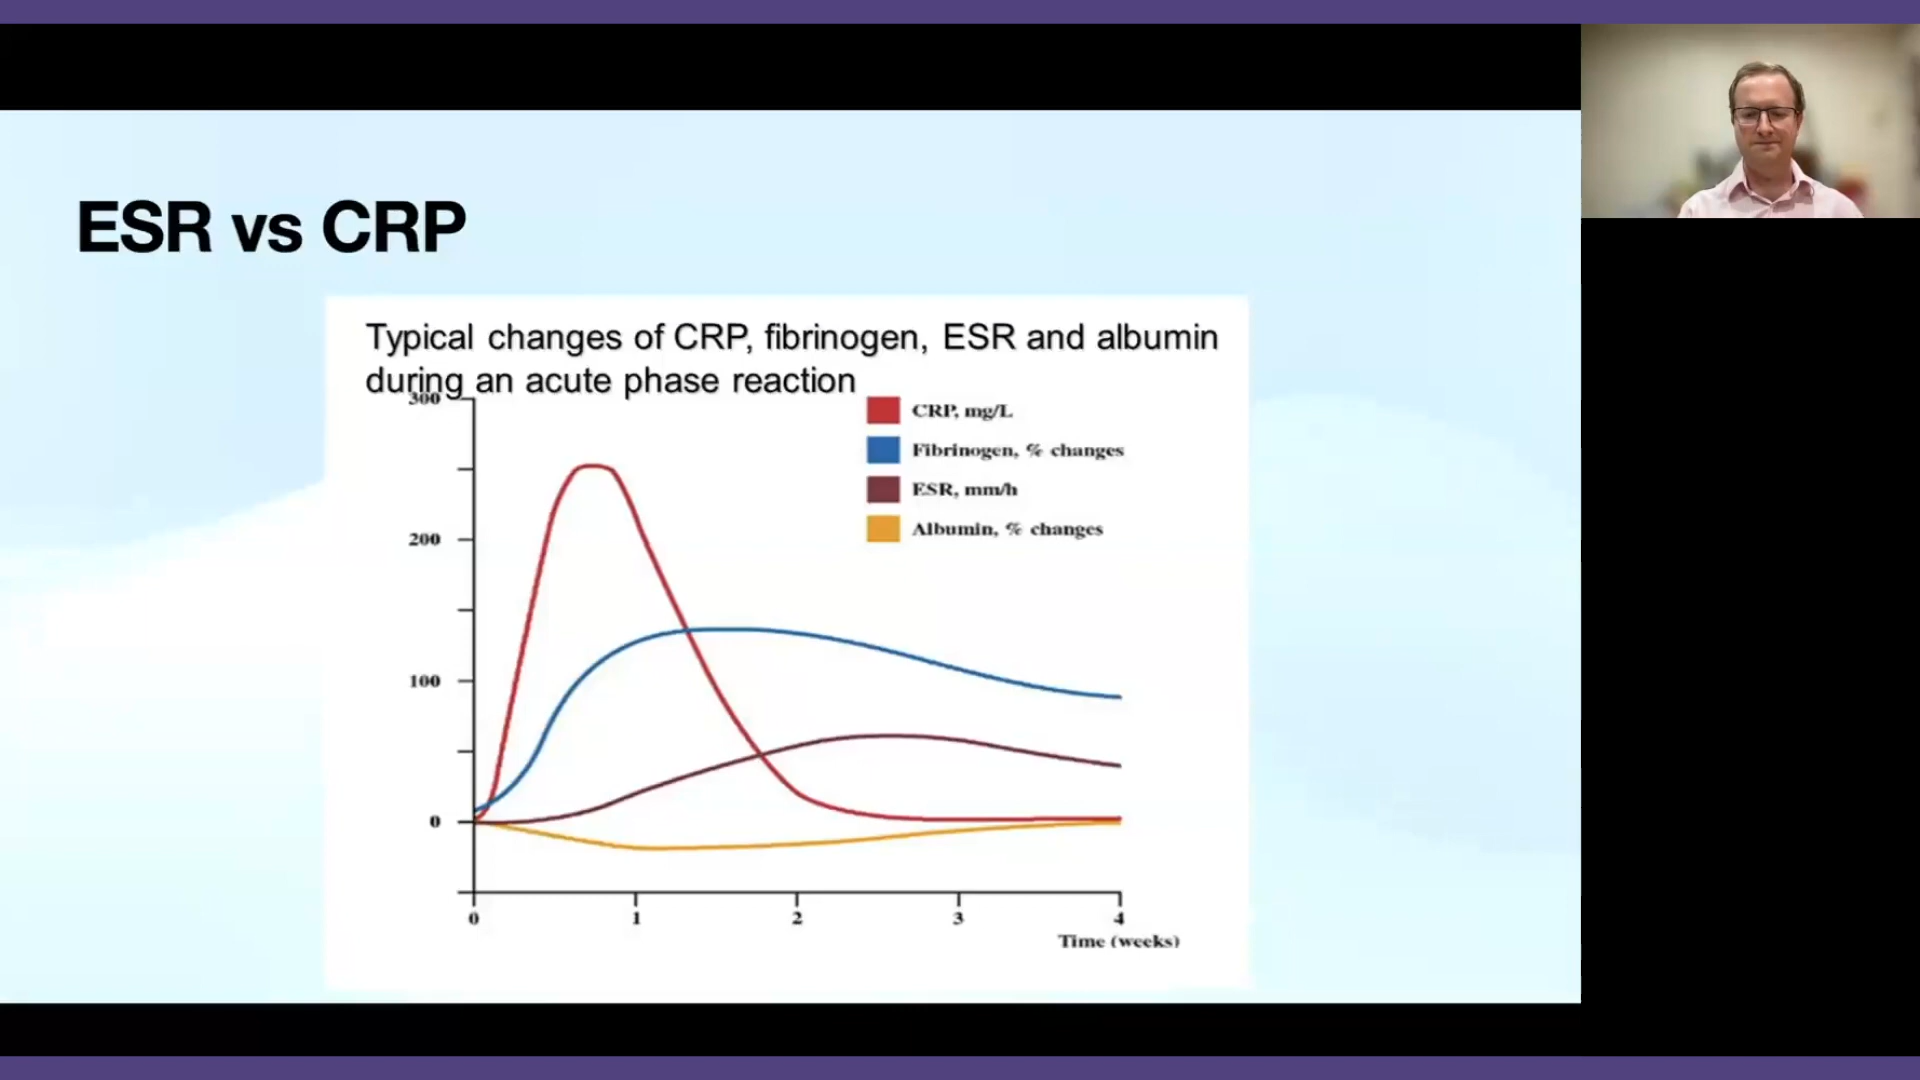 ESR vs CRP
Typical changes of CRP, fibrinogen, ESR and albumin
during an acute phase reaction
300
CRP, mg/L
Fibrinogen, % changes
ESR, mm/h
Albumin, % changes
200
100
0
0 1 2 3 4
Time (weeks)